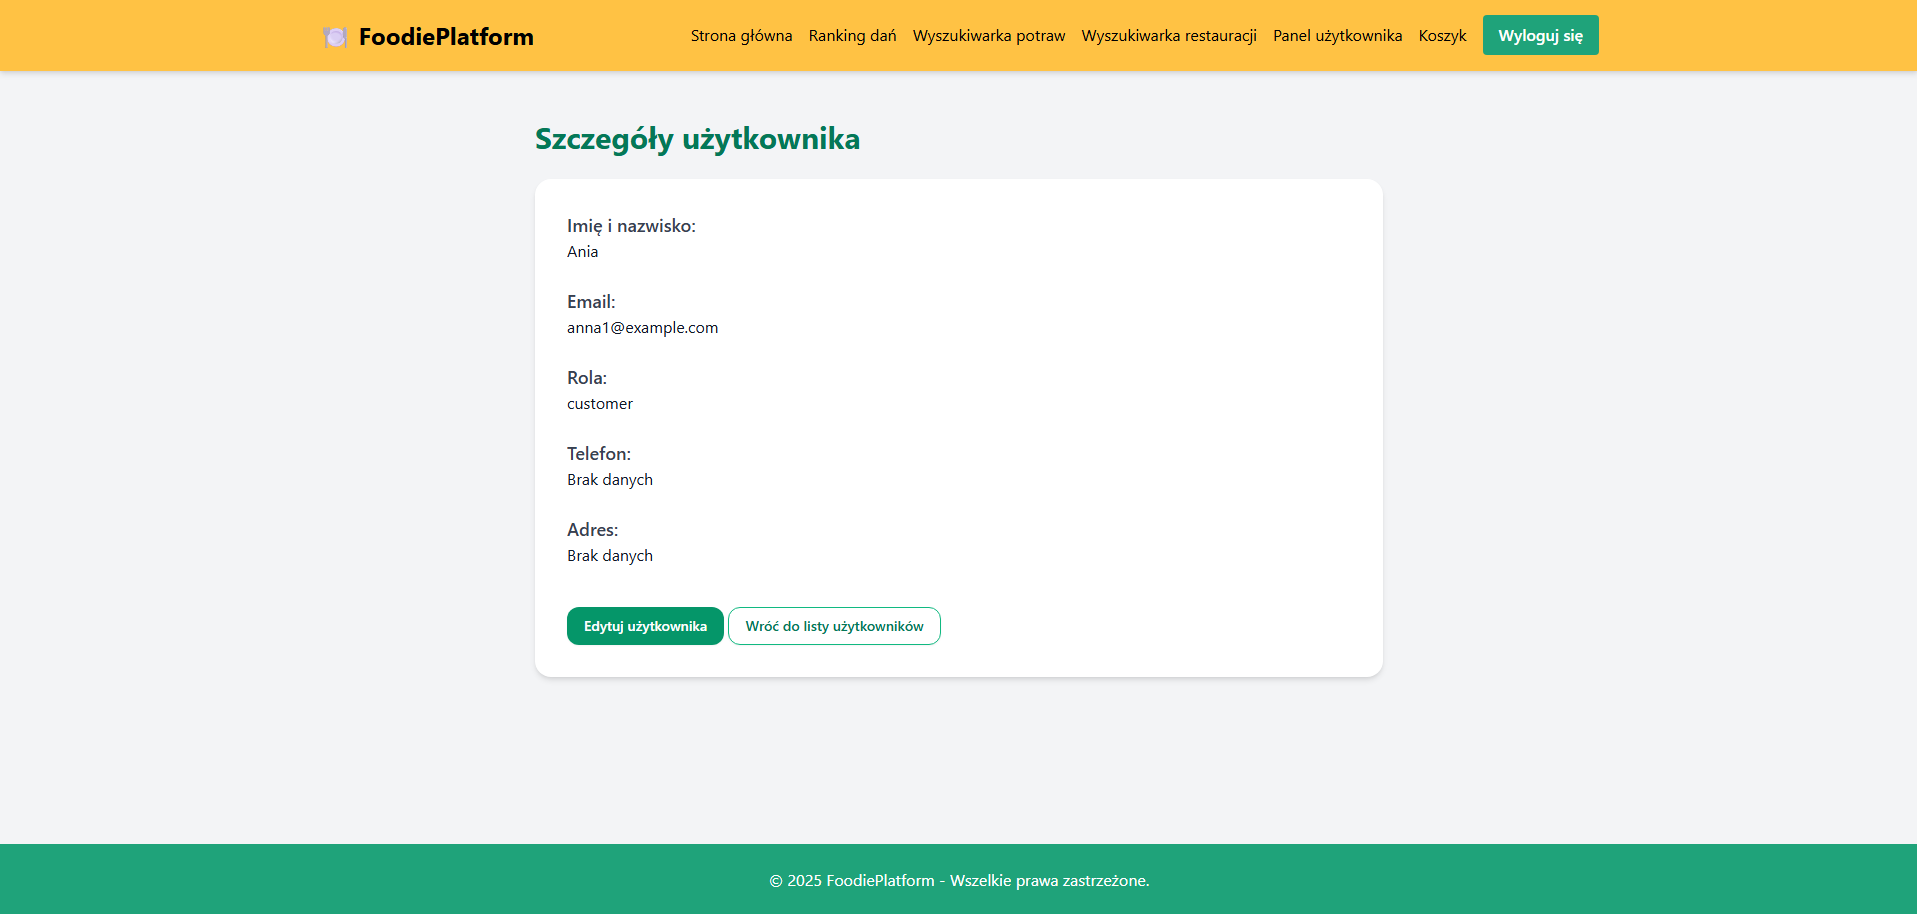 FoodiePlatform
Strona główna Ranking dań Wyszukiwarka potraw Wyszukiwarka restauracji Panel użytkownika Koszyk Wyloguj się
Szczegóły użytkownika
Imię i nazwisko:
Ania
Email:
anna1@example.com
Rola:
customer
Telefon:
Brak danych
Adres:
Brak danych
Edytuj użytkownika Wróć do listy użytkowników
© 2025 FoodiePlatform - Wszelkie prawa zastrzeżone.